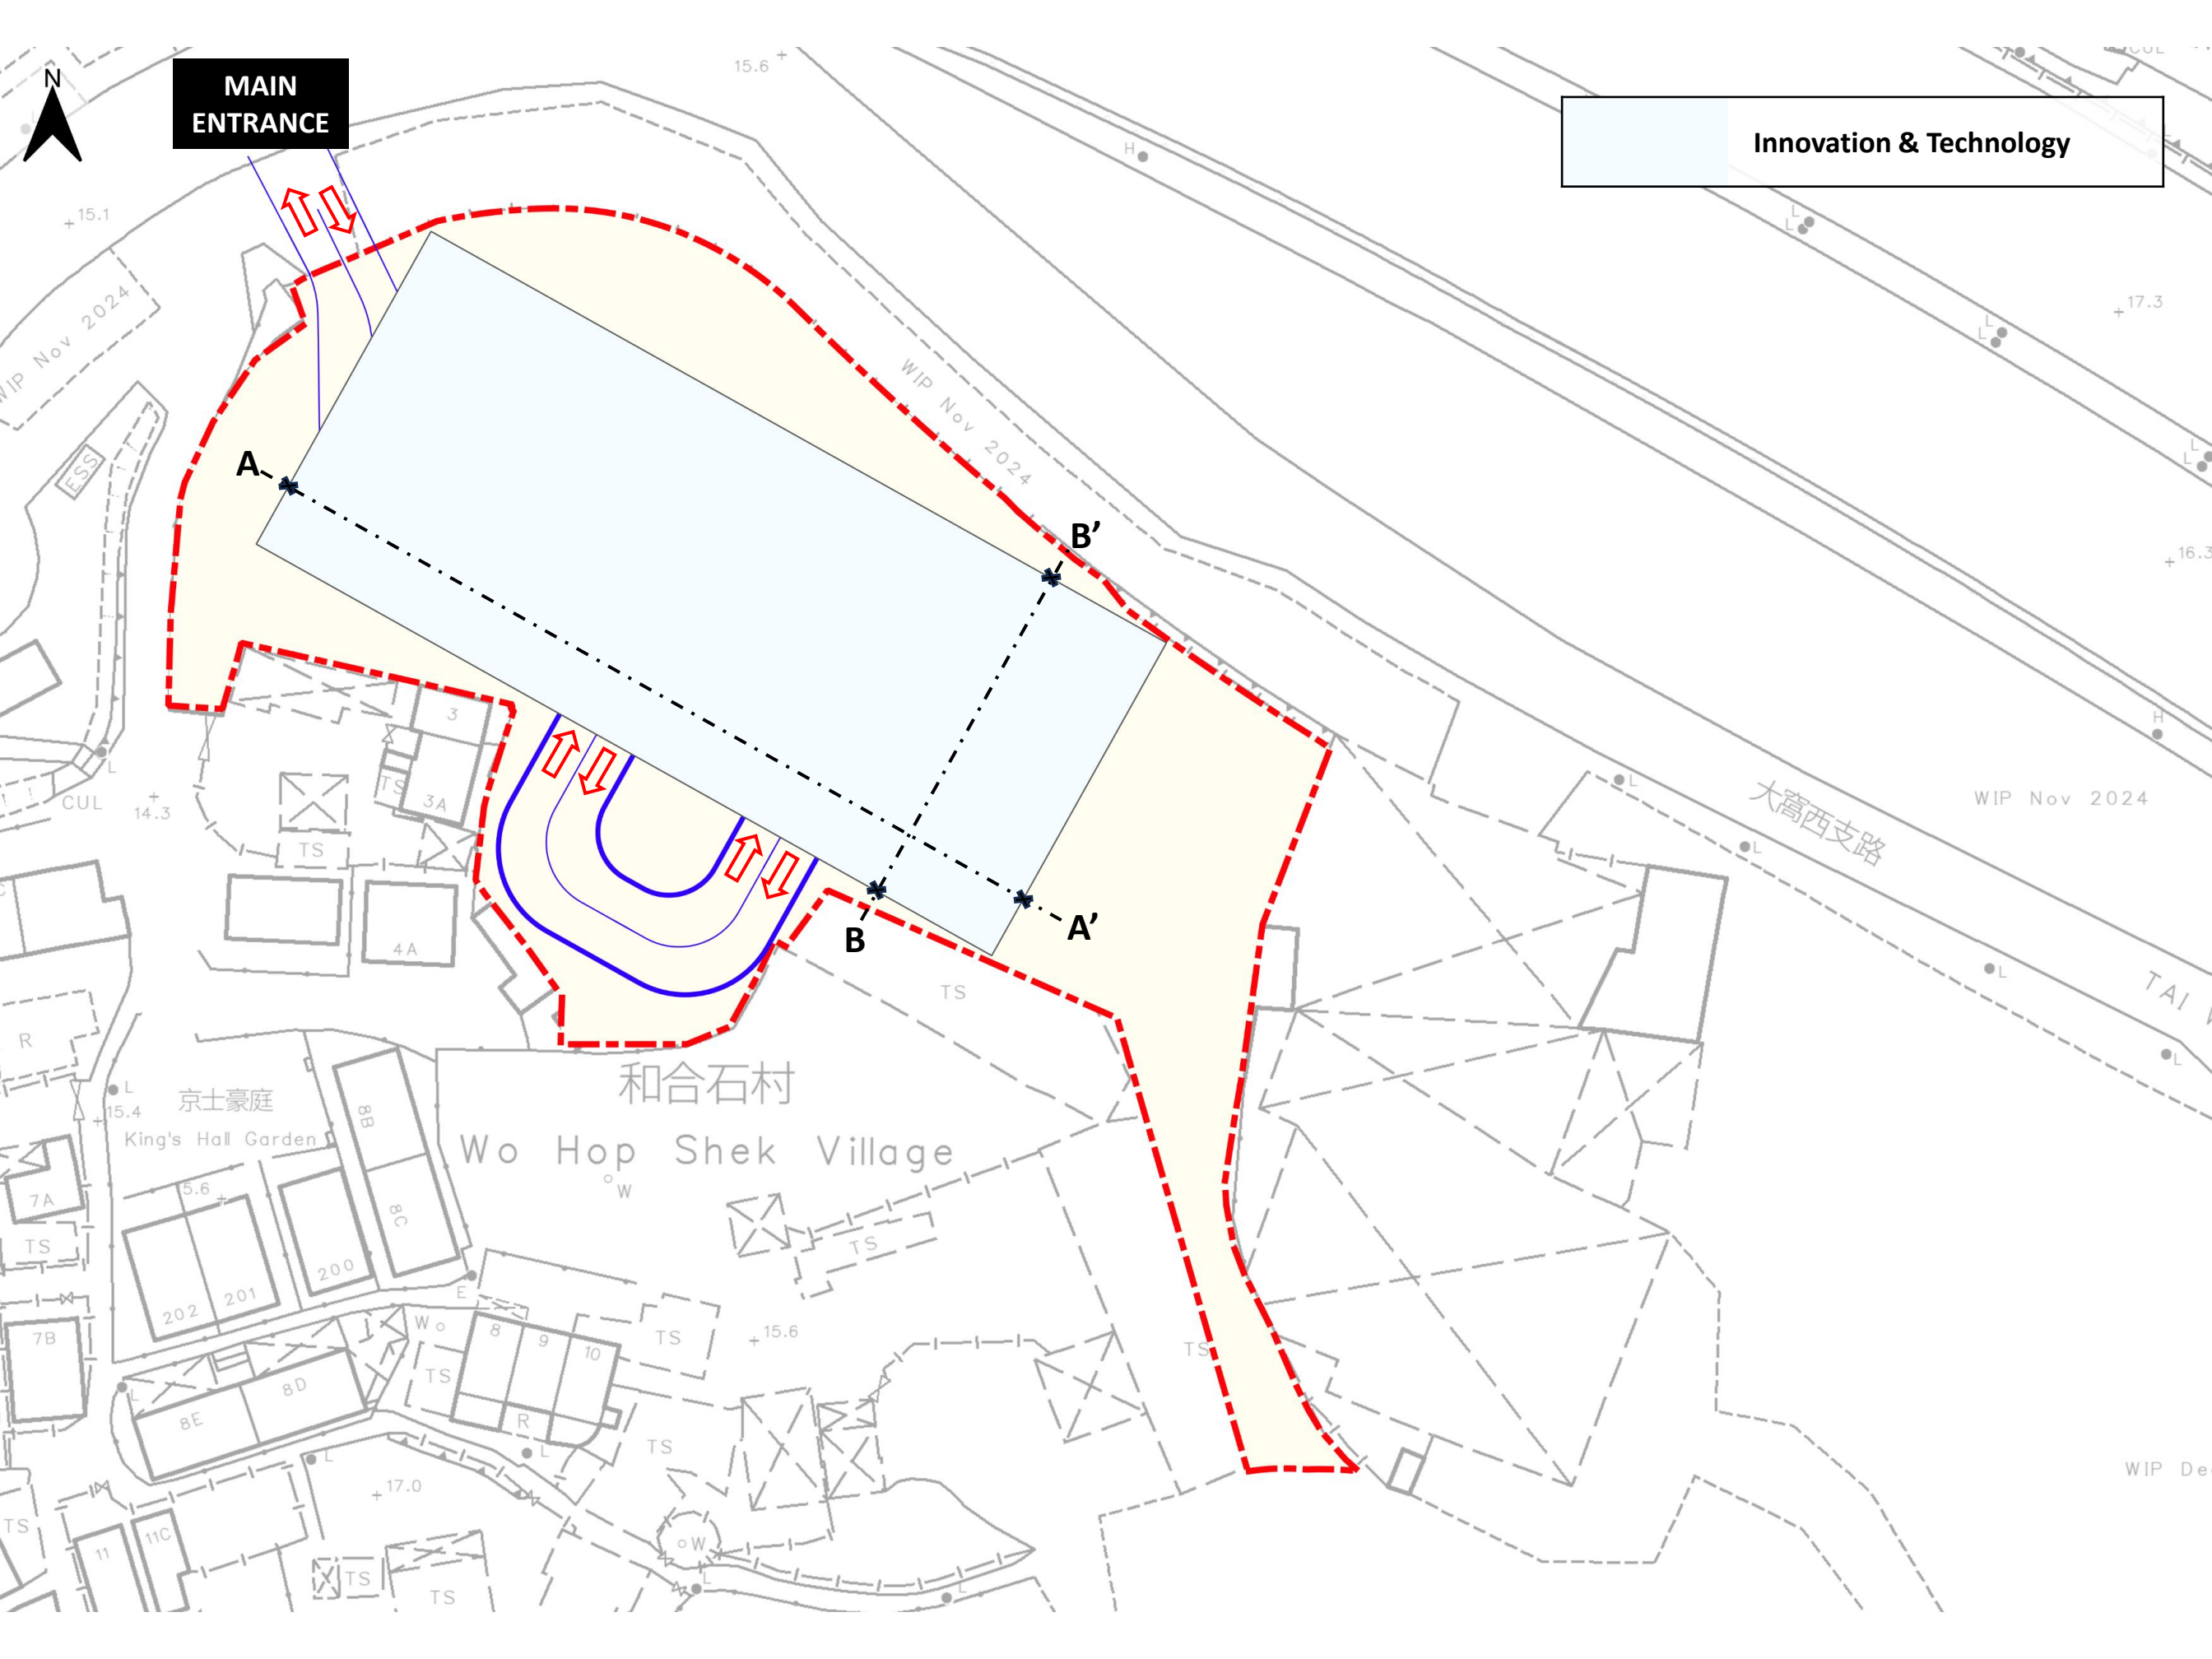 N
MAIN
ENTRANCE
15.6
CUL
H
Innovation & Technology
L
L
15.1
17.3
L
L
WIP Nov 2024
WIP Nov 2024
L
L
A
ESS
B'
16.3
3
H
L
TS
3A
CUL
14.3
L
大窩西支路
WIP Nov 2024
TS
L
4A
B
A'
L
TS
TAI
R
L
和合石村
L
京士豪庭
15.4
King's Hall Garden
8B
Wo Hop Shek Village
W
7A
5.6
8C
TS
TS
200
201
202
E
Wo
8
9
10
TS
15.6
7B
TS
TS
8D
8E
L
R
L
TS
L
17.0
WIP De
TS
11
11C
W
TS
TS
L
L